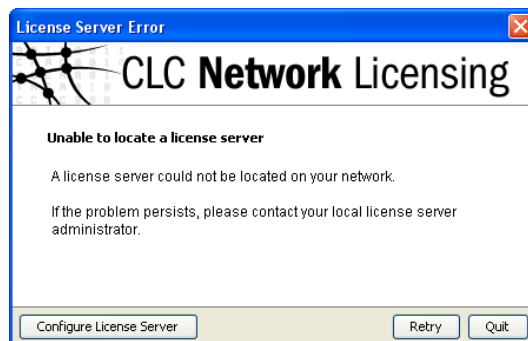 License Server Error
CLC Network Licensing
Unable to locate a license server
A license server could not be located on your network.
If the problem persists, please contact your local license server
administrator.
Configure License Server
Retry
Quit